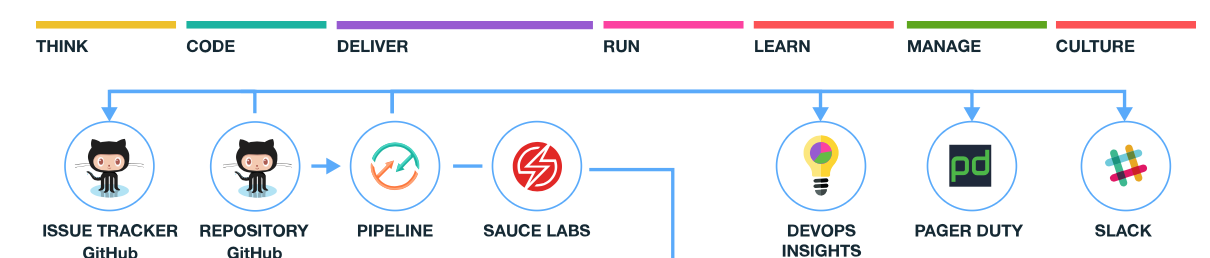 THINK
CODE
DELIVER
RUN
LEARN
MANAGE
CULTURE
pd
ISSUE TRACKER
GitHub
REPOSITORY
GitHub
PIPELINE
SAUCE LABS
DEVOPS
INSIGHTS
PAGER DUTY
SLACK